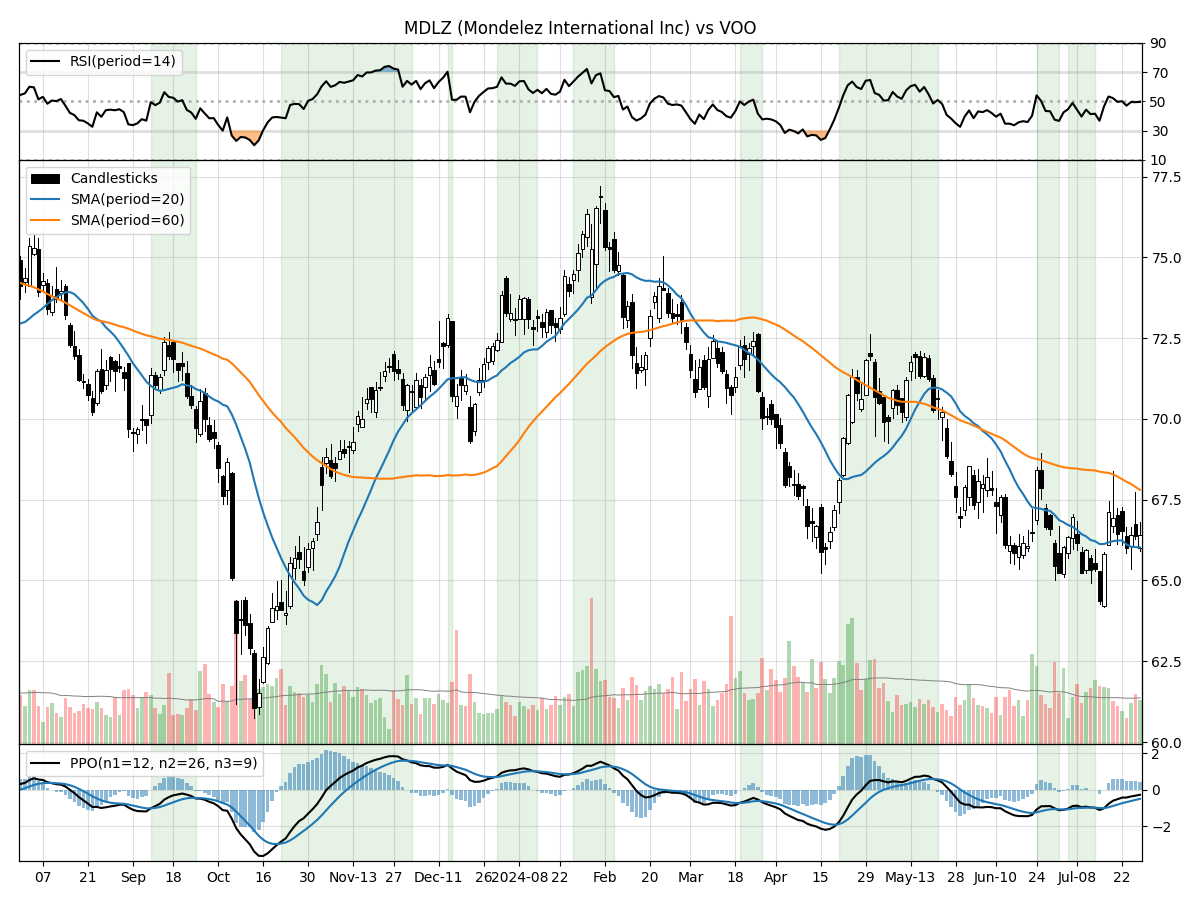 MDLZ (Mondelez International Inc) vs VOO
RSI(period=14)
90
70
50
30
10
Candlesticks
SMA(period=20)
SMA(period=60)
77.5
75.0
72.5
70.0
67.5
65.0
62.5
60.0
PPO(n1=12, n2=26, n3=9)
2
0
−2
07 21 Sep 18 Oct 16 30 Nov-13 27 Dec-11 26 2024-08 22 Feb 20 Mar 18 Apr 15 29 May-13 28 Jun-10 24 Jul-08 22